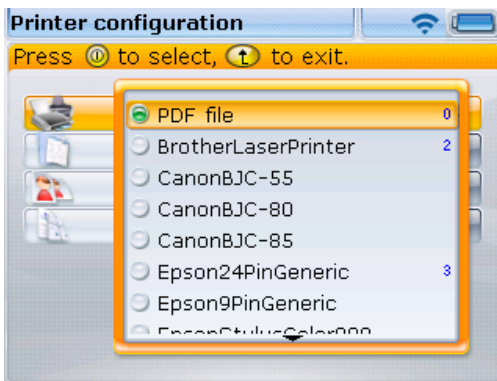 Printer configuration
Press to select, to exit.
PDF file 0
BrotherLaserPrinter 2
CanonBJC-55
CanonBJC-80
CanonBJC-85
Epson24PinGeneric 3
Epson9PinGeneric